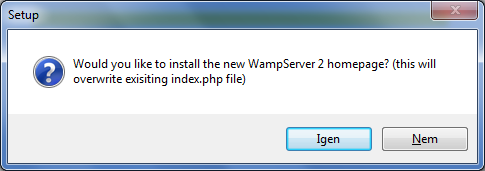 Setup
Would you like to install the new WampServer 2 homepage? (this will
overwrite exisiting index.php file)
Igen
Nem